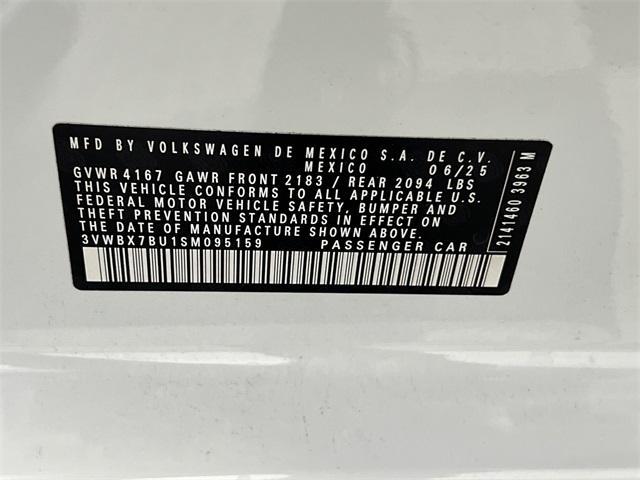 MFD BY VOLKSWAGEN DE MEXICO S.A. DE C.V.
MEXICO 06/25
GVWR 4167 GAWR FRONT 2183 / REAR 2094 LBS
THIS VEHICLE CONFORMS TO ALL APPLICABLE U.S.
FEDERAL MOTOR VEHICLE SAFETY, BUMPER AND
THEFT PREVENTION STANDARDS IN EFFECT ON
THE DATE OF MANUFACTURE SHOWN ABOVE.
3VWBX7BU1SM095159 PASSENGER CAR
2141460 3963 M